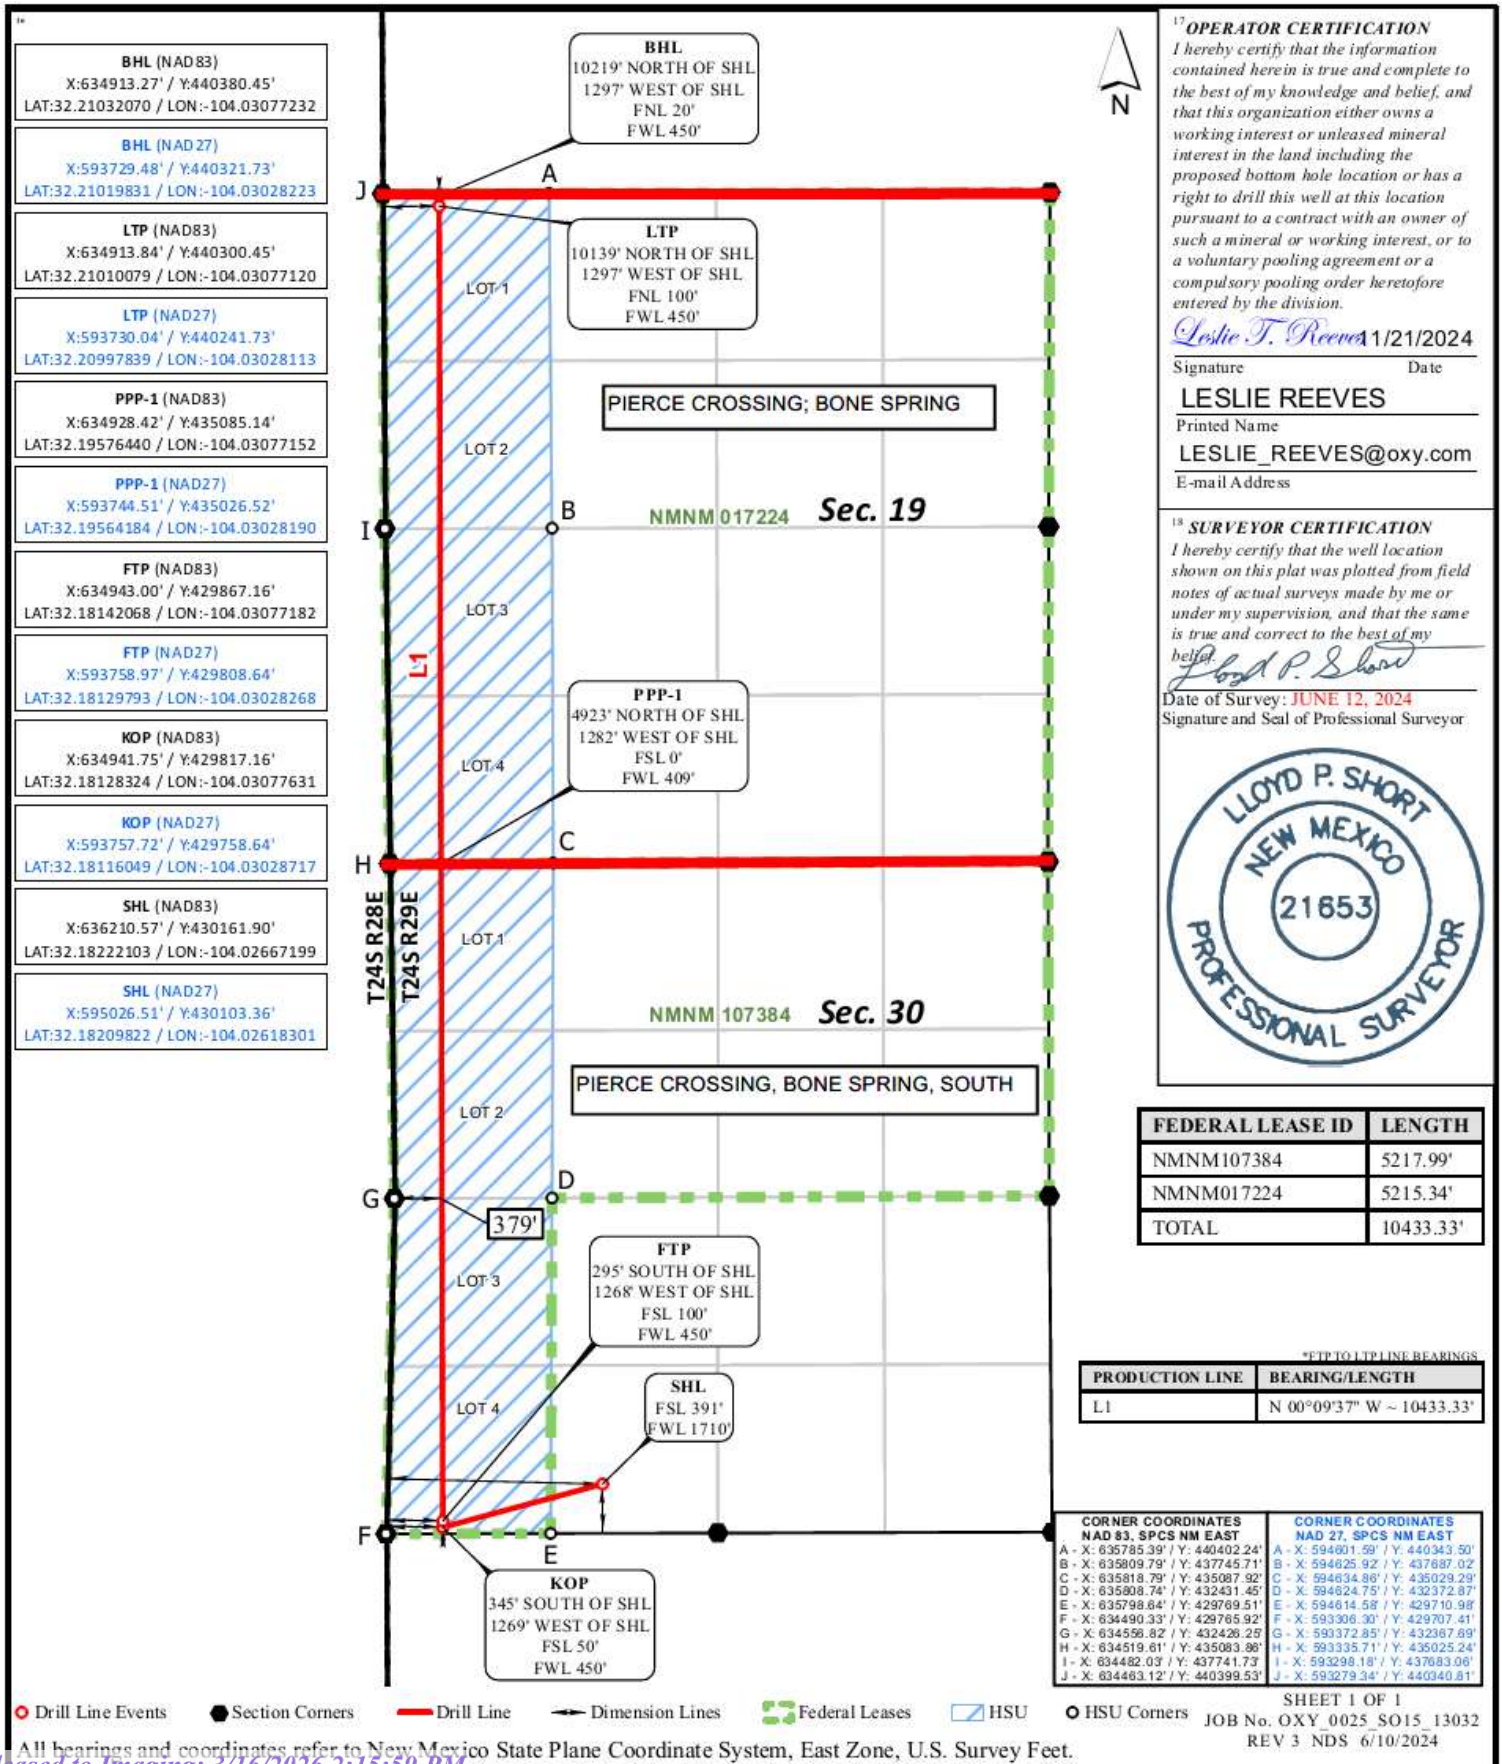 16
BHL (NAD83)
X:634913.27' / Y:440380.45'
LAT:32.21032070 / LON:-104.03077232
BHL (NAD27)
X:593729.48' / Y:440321.73'
LAT:32.21019831 / LON:-104.03028223
LTP (NAD83)
X:634913.84' / Y:440300.45'
LAT:32.21010079 / LON:-104.03077120
LTP (NAD27)
X:593730.04' / Y:440241.73'
LAT:32.20997839 / LON:-104.03028113
PPP-1 (NAD83)
X:634928.42' / Y:435085.14'
LAT:32.19576440 / LON:-104.03077152
PPP-1 (NAD27)
X:593744.51' / Y:435026.52'
LAT:32.19564184 / LON:-104.03028190
FTP (NAD83)
X:634943.00' / Y:429867.16'
LAT:32.18142068 / LON:-104.03077182
FTP (NAD27)
X:593758.97' / Y:429808.64'
LAT:32.18129793 / LON:-104.03028268
KOP (NAD83)
X:634941.75' / Y:429817.16'
LAT:32.18128324 / LON:-104.03077631
KOP (NAD27)
X:593757.72' / Y:429758.64'
LAT:32.18116049 / LON:-104.03028717
SHL (NAD83)
X:636210.57' / Y:430161.90'
LAT:32.18222103 / LON:-104.02667199
SHL (NAD27)
X:595026.51' / Y:430103.36'
LAT:32.18209822 / LON:-104.02618301
BHL
10219' NORTH OF SHL
1297' WEST OF SHL
FNL 20'
FWL 450'
N
J
A
LTP
10139' NORTH OF SHL
1297' WEST OF SHL
FNL 100'
FWL 450'
LOT 1
PIERCE CROSSING; BONE SPRING
LOT 2
I
B
NMNM 017224 Sec. 19
LOT 3
L1
PPP-1
4923' NORTH OF SHL
1282' WEST OF SHL
FSL 0'
FWL 409'
LOT 4
H
C
T24S R28E
T24S R29E
LOT 1
NMNM 107384 Sec. 30
PIERCE CROSSING, BONE SPRING, SOUTH
LOT 2
G
D
379'
LOT 3
FTP
295' SOUTH OF SHL
1268' WEST OF SHL
FSL 100'
FWL 450'
SHL
FSL 391'
FWL 1710'
LOT 4
F
E
KOP
345' SOUTH OF SHL
1269' WEST OF SHL
FSL 50'
FWL 450'
17 OPERATOR CERTIFICATION
I hereby certify that the information
contained herein is true and complete to
the best of my knowledge and belief, and
that this organization either owns a
working interest or unleased mineral
interest in the land including the
proposed bottom hole location or has a
right to drill this well at this location
pursuant to a contract with an owner of
such a mineral or working interest, or to
a voluntary pooling agreement or a
compulsory pooling order heretofore
entered by the division.
Leslie T. Reeves 11/21/2024
Signature Date
LESLIE REEVES
Printed Name
LESLIE_REEVES@oxy.com
E-mail Address
18 SURVEYOR CERTIFICATION
I hereby certify that the well location
shown on this plat was plotted from field
notes of actual surveys made by me or
under my supervision, and that the same
is true and correct to the best of my
belief.
Lloyd P. Short
Date of Survey: JUNE 12, 2024
Signature and Seal of Professional Surveyor
LLOYD P. SHORT
NEW MEXICO
21653
PROFESSIONAL SURVEYOR
FEDERAL LEASE ID LENGTH
NMNM107384 5217.99'
NMNM017224 5215.34'
TOTAL 10433.33'
*FTP TO LTP LINE BEARINGS
PRODUCTION LINE BEARING/LENGTH
L1 N 00°09'37" W ~ 10433.33'
CORNER COORDINATES
NAD 83, SPCS NM EAST
A - X: 635785.39' / Y: 440402.24'
B - X: 635809.79' / Y: 437745.71'
C - X: 635818.79' / Y: 435087.92'
D - X: 635808.74' / Y: 432431.45'
E - X: 635798.64' / Y: 429769.51'
F - X: 634490.33' / Y: 429765.92'
G - X: 634556.82' / Y: 432426.25'
H - X: 634519.61' / Y: 435083.86'
I - X: 634482.03' / Y: 437741.73'
J - X: 634463.12' / Y: 440399.53'
CORNER COORDINATES
NAD 27, SPCS NM EAST
A - X: 594601.59' / Y: 440343.50'
B - X: 594625.92' / Y: 437687.02'
C - X: 594634.86' / Y: 435029.29'
D - X: 594624.75' / Y: 432372.87'
E - X: 594614.58' / Y: 429710.98'
F - X: 593306.30' / Y: 429707.41'
G - X: 593372.85' / Y: 432367.69'
H - X: 593335.71' / Y: 435025.24'
I - X: 593298.18' / Y: 437683.06'
J - X: 593279.34' / Y: 440340.81'
Drill Line Events Section Corners Drill Line Dimension Lines Federal Leases HSU HSU Corners
SHEET 1 OF 1
JOB No. OXY_0025_SO15_13032
REV 3 NDS 6/10/2024
All bearings and coordinates refer to New Mexico State Plane Coordinate System, East Zone, U.S. Survey Feet.
leased to Imaging: 3/16/2026 2:15:59 PM